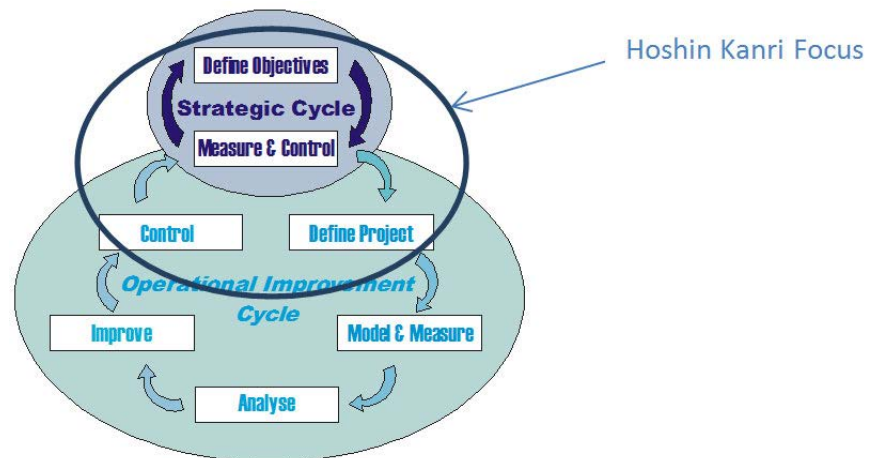 Hoshin Kanri Focus
Define Objectives
Strategic Cycle
Measure & Control
Control
Define Project
Operational Improvement
Cycle
Improve
Model & Measure
Analyse